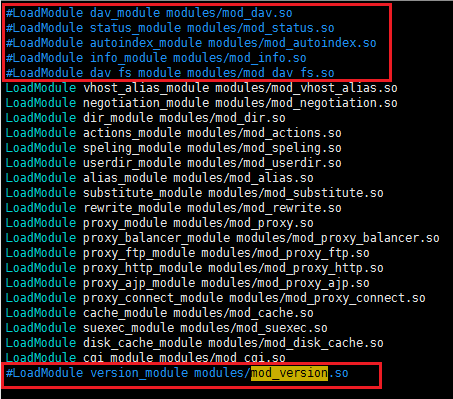 #LoadModule dav_module modules/mod_dav.so
#LoadModule status_module modules/mod_status.so
#LoadModule autoindex_module modules/mod_autoindex.so
#LoadModule info_module modules/mod_info.so
#LoadModule dav_fs_module modules/mod_dav_fs.so
LoadModule vhost_alias_module modules/mod_vhost_alias.so
LoadModule negotiation_module modules/mod_negotiation.so
LoadModule dir_module modules/mod_dir.so
LoadModule actions_module modules/mod_actions.so
LoadModule speling_module modules/mod_speling.so
LoadModule userdir_module modules/mod_userdir.so
LoadModule alias_module modules/mod_alias.so
LoadModule substitute_module modules/mod_substitute.so
LoadModule rewrite_module modules/mod_rewrite.so
LoadModule proxy_module modules/mod_proxy.so
LoadModule proxy_balancer_module modules/mod_proxy_balancer.so
LoadModule proxy_ftp_module modules/mod_proxy_ftp.so
LoadModule proxy_http_module modules/mod_proxy_http.so
LoadModule proxy_ajp_module modules/mod_proxy_ajp.so
LoadModule proxy_connect_module modules/mod_proxy_connect.so
LoadModule cache_module modules/mod_cache.so
LoadModule suexec_module modules/mod_suexec.so
LoadModule disk_cache_module modules/mod_disk_cache.so
LoadModule cgi_module modules/mod_cgi.so
#LoadModule version_module modules/mod_version.so